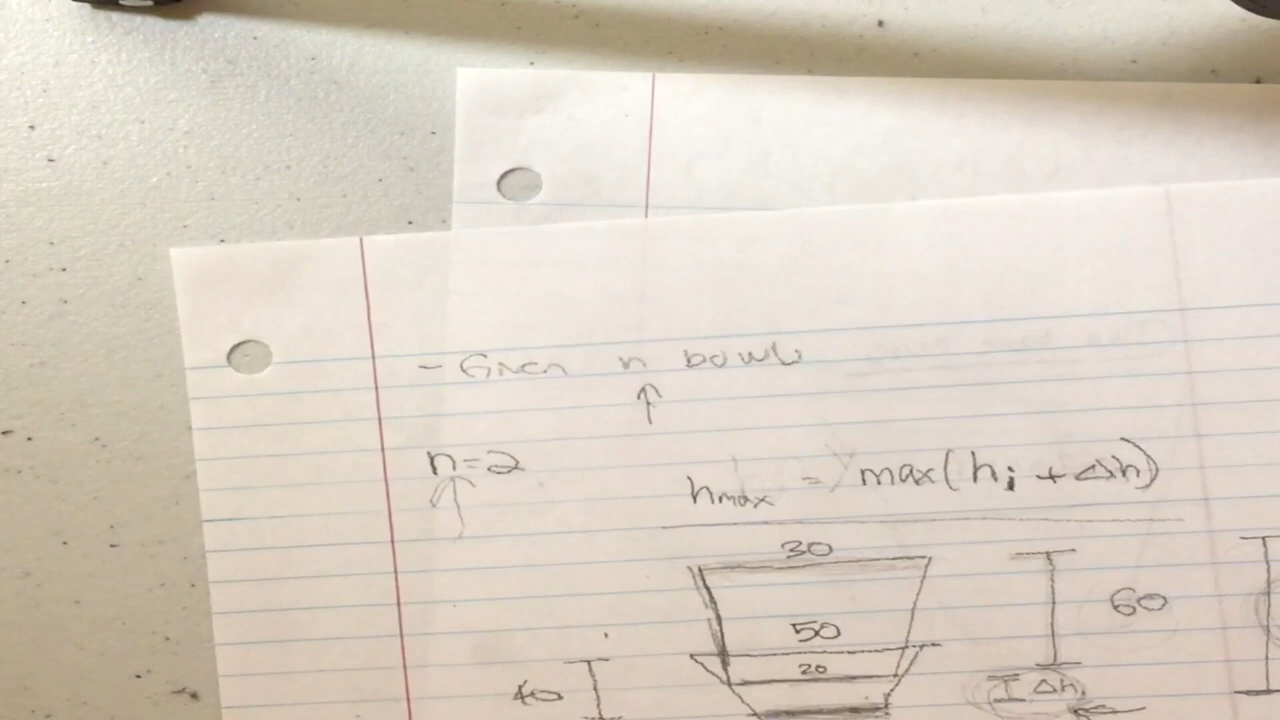 - Given n bowls
n=2
hmax = max(hi + Δh)
30
60
50
20
40
Δh